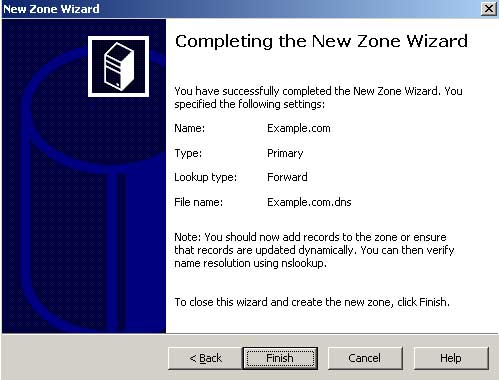 New Zone Wizard
Completing the New Zone Wizard
You have successfully completed the New Zone Wizard. You
specified the following settings:
Name: Example.com
Type: Primary
Lookup type: Forward
File name: Example.com.dns
Note: You should now add records to the zone or ensure
that records are updated dynamically. You can then verify
name resolution using nslookup.
To close this wizard and create the new zone, click Finish.
< Back Finish Cancel Help